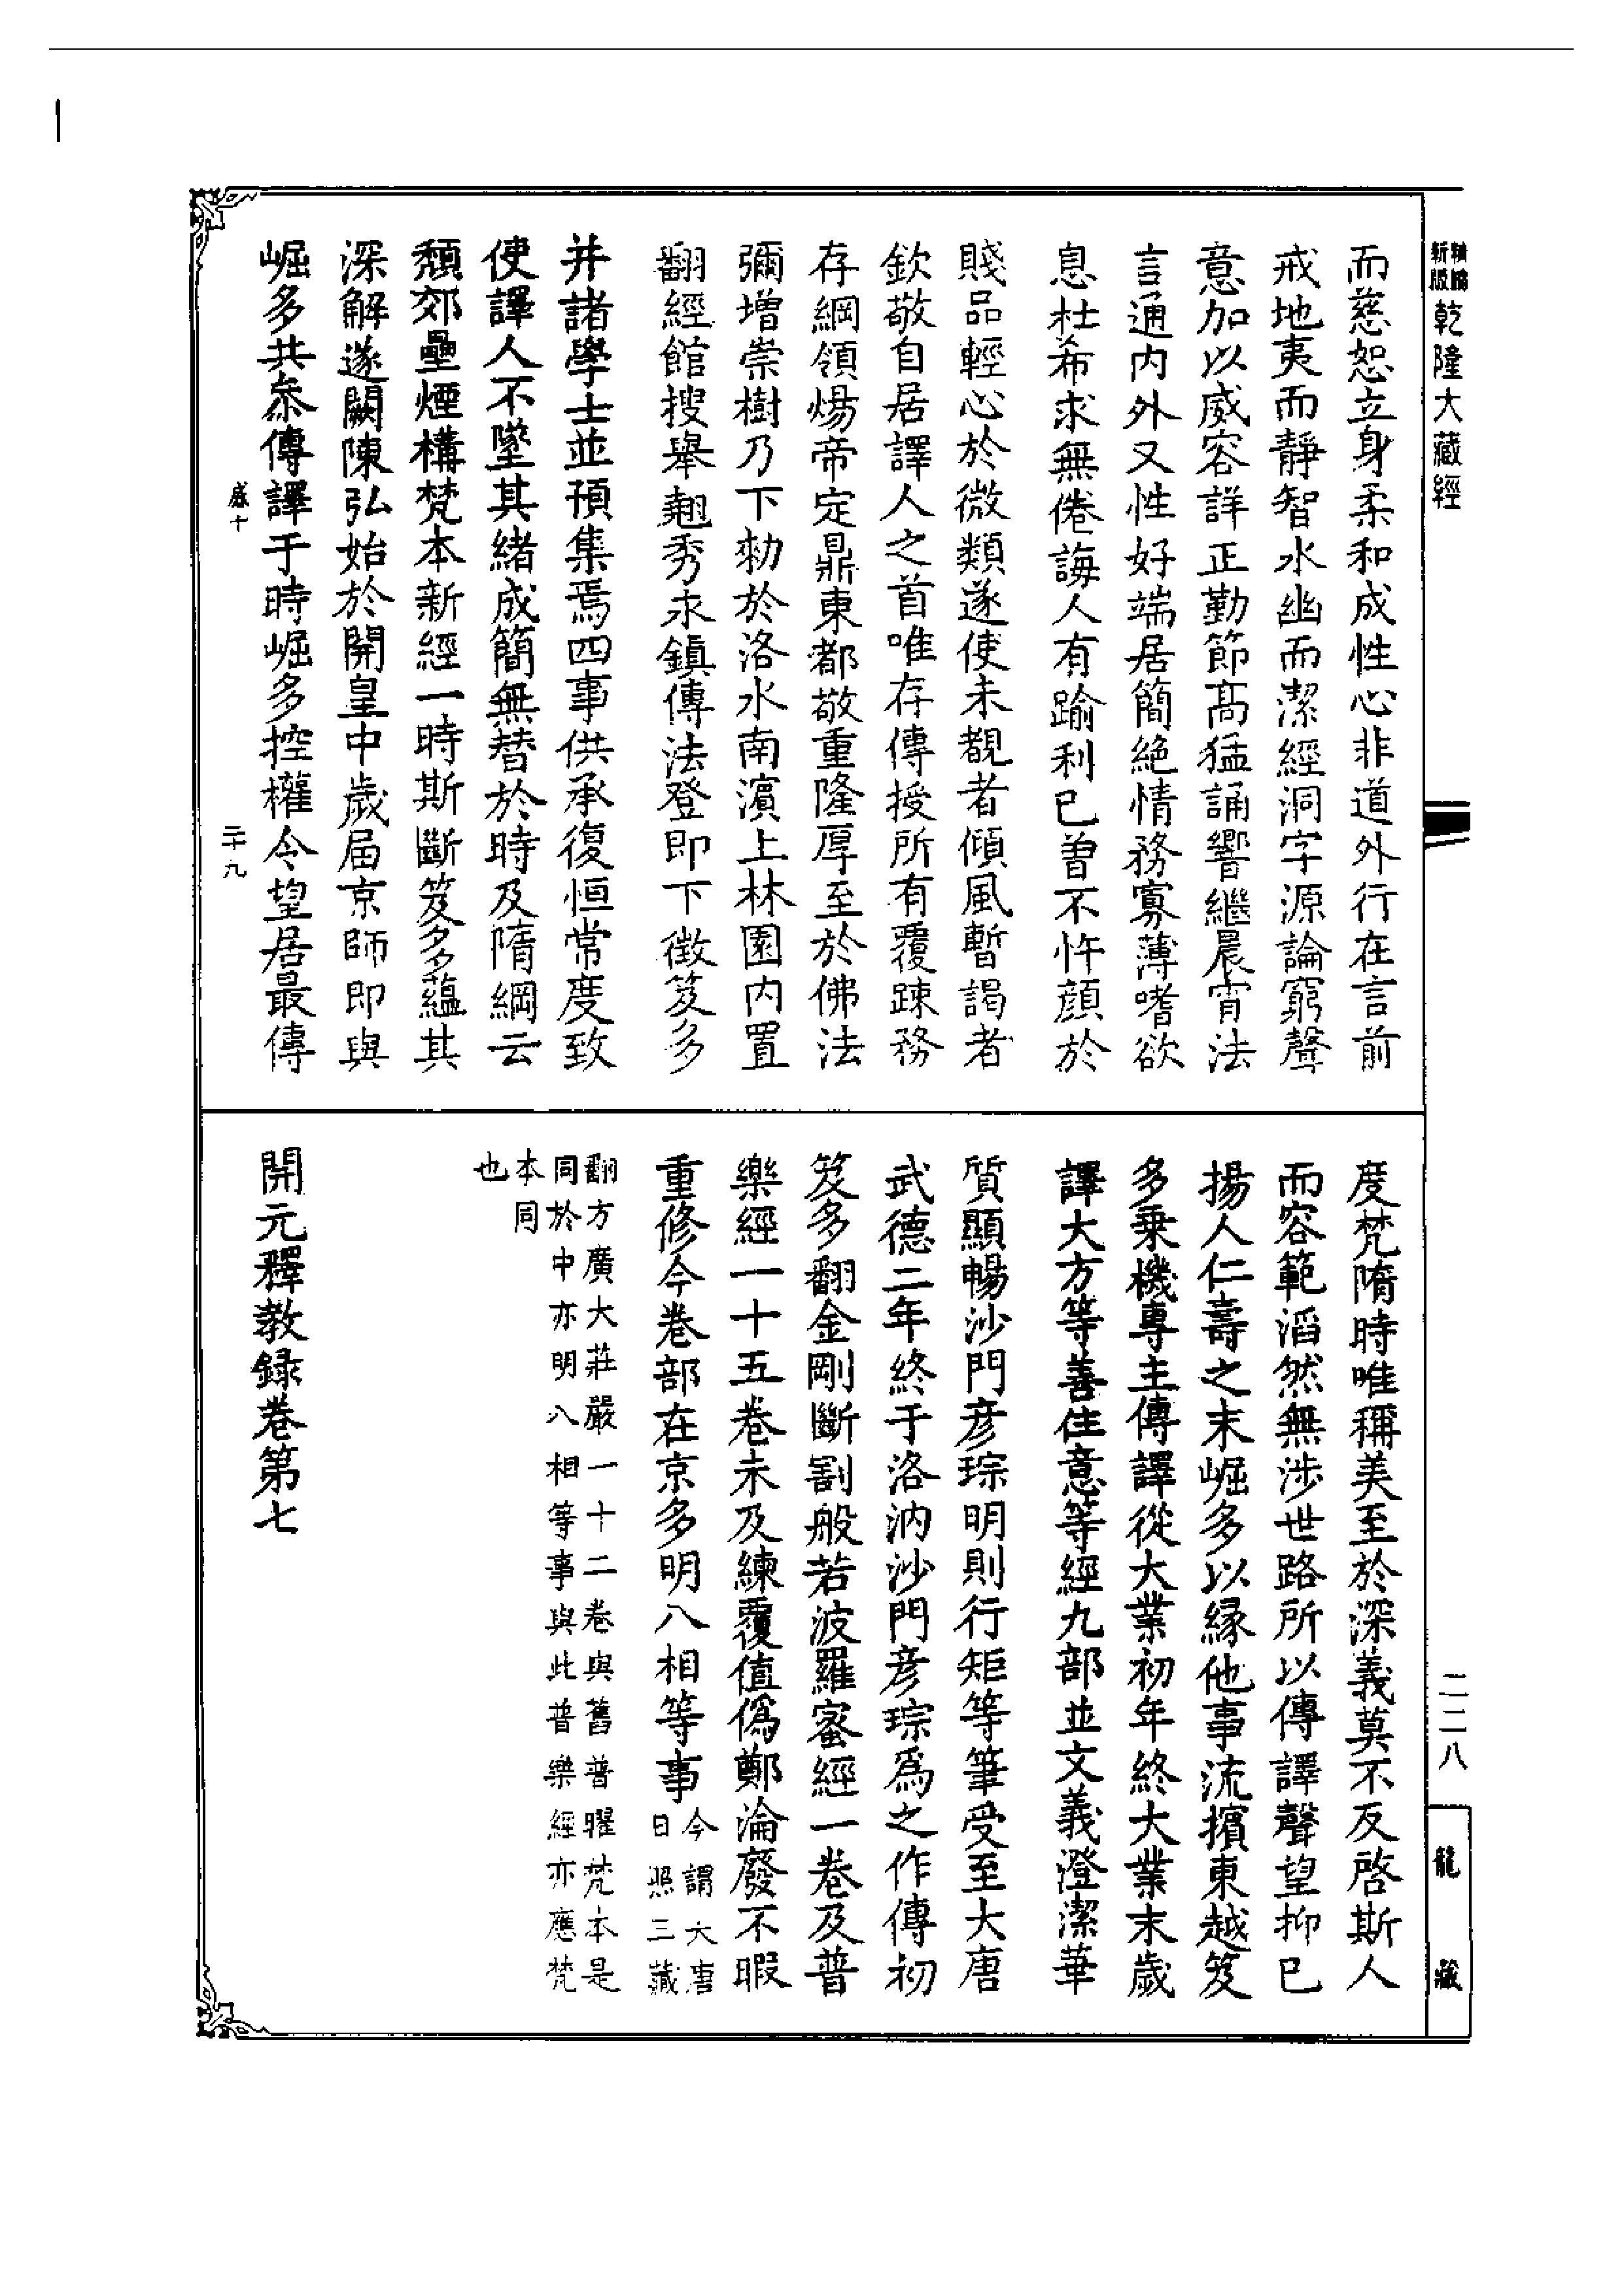 新編
新版
乾隆大藏經
而慈恕立身柔和成性心非道外行在言前
戒地夷而靜智水幽而潔經洞字源論窮聲
意加以威容詳正勤節高猛誦響繼晨宵法
言通內外又性好端居簡絕情務寡薄嗜欲
息杜希求無倦誨人有踰利已曾不忤顏於
賤品輕心於微類遂使未覩者傾風暫謁者
欽敬自居譯人之首唯存傳授所有覆疎務
存綱領煬帝定鼎東都敬重隆厚至於佛法
彌增崇樹乃下勑於洛水南濱上林園內置
翻經館搜舉翹秀永鎮傳法登即下徵笈多
并諸學士並預集焉四事供承復恒常度致
使譯人不墜其緒成簡無替於時及隋綱云
頹郊壘煙構梵本新經一時斯斷笈多蘊其
深解遂闕陳弘始於開皇中歲屆京師即與
崛多共叅傳譯于時崛多控權令望居最傳
感十
二十九
度梵隋時唯稱美至於深義莫不反啓斯人
而容範滔然無涉世路所以傳譯聲望抑已
揚人仁壽之末崛多以緣他事流擯東越笈
多乗機專主傳譯從大業初年終大業末歲
譯大方等善住意等經九部並文義澄潔華
質顯暢沙門彥琮明則行矩等筆受至大唐
武德二年終于洛汭沙門彥琮爲之作傳初
笈多翻金剛斷割般若波羅蜜經一卷及普
樂經一十五卷未及練覆值偽鄭淪廢不暇
重修今卷部在京多明八相等事今謂大唐
日照三藏
翻方廣大莊嚴一十二卷與舊普曜梵本是
同於中亦明八相等事與此普樂經亦應梵
本同
也
開元釋教録卷第七
二二八
龍藏